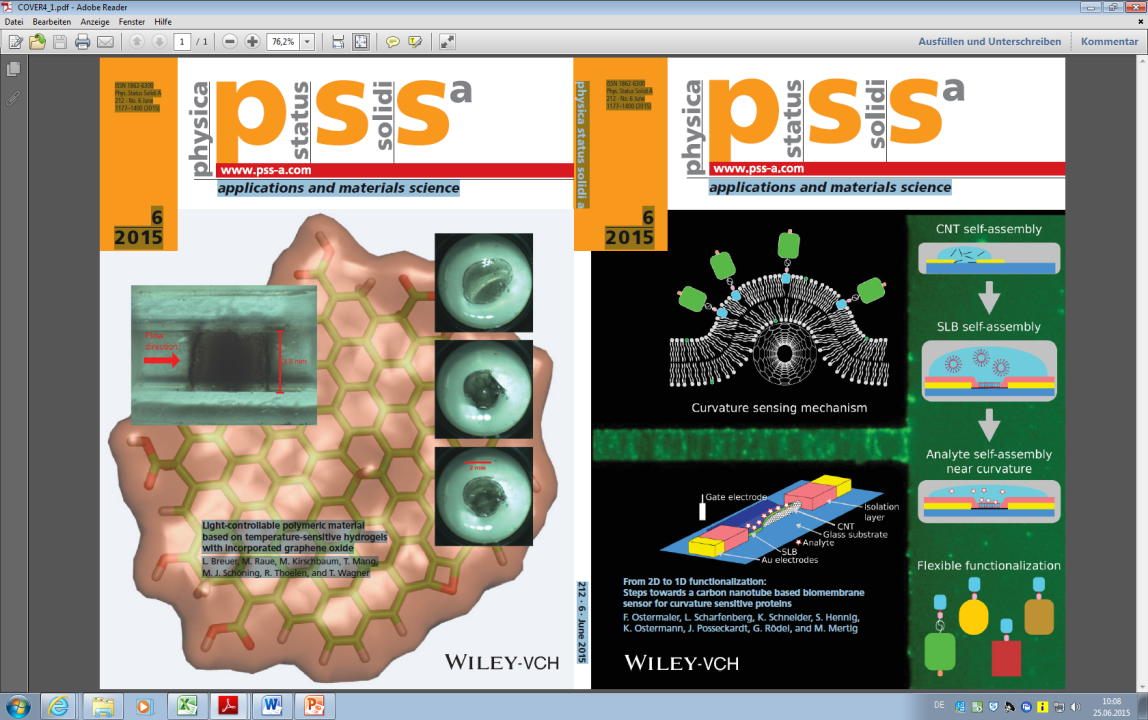 COVER4_1.pdf - Adobe Reader
Datei Bearbeiten Anzeige Fenster Hilfe
1 / 1 76,2% Ausfüllen und Unterschreiben Kommentar
ISSN 1862-6300
Phys. Status Solidi A
212 · No. 6 June
1177–1400 (2015)
physica
status
solidi
pss a
www.pss-a.com
applications and materials science
6
2015
Flow
direction
2 mm
Light-controllable polymeric material
based on temperature-sensitive hydrogels
with incorporated graphene oxide
L. Breuer, M. Raue, M. Kirschbaum, T. Mang,
M. J. Schöning, R. Thoelen, and T. Wagner
WILEY-VCH
physica status solidi a
212 · 6 · June 2015
ISSN 1862-6300
Phys. Status Solidi A
212 · No. 6 June
1177–1400 (2015)
physica
status
solidi
pss a
www.pss-a.com
applications and materials science
6
2015
Curvature sensing mechanism
Gate electrode
Isolation
layer
CNT
Glass substrate
Analyte
SLB
Au electrodes
From 2D to 1D functionalization:
Steps towards a carbon nanotube based biomembrane
sensor for curvature sensitive proteins
F. Ostermaier, L. Scharfenberg, K. Schneider, S. Hennig,
K. Ostermann, J. Posseckardt, G. Rödel, and M. Mertig
WILEY-VCH
CNT self-assembly
SLB self-assembly
Analyte self-assembly
near curvature
Flexible functionalization
DE
10:08
25.06.2015